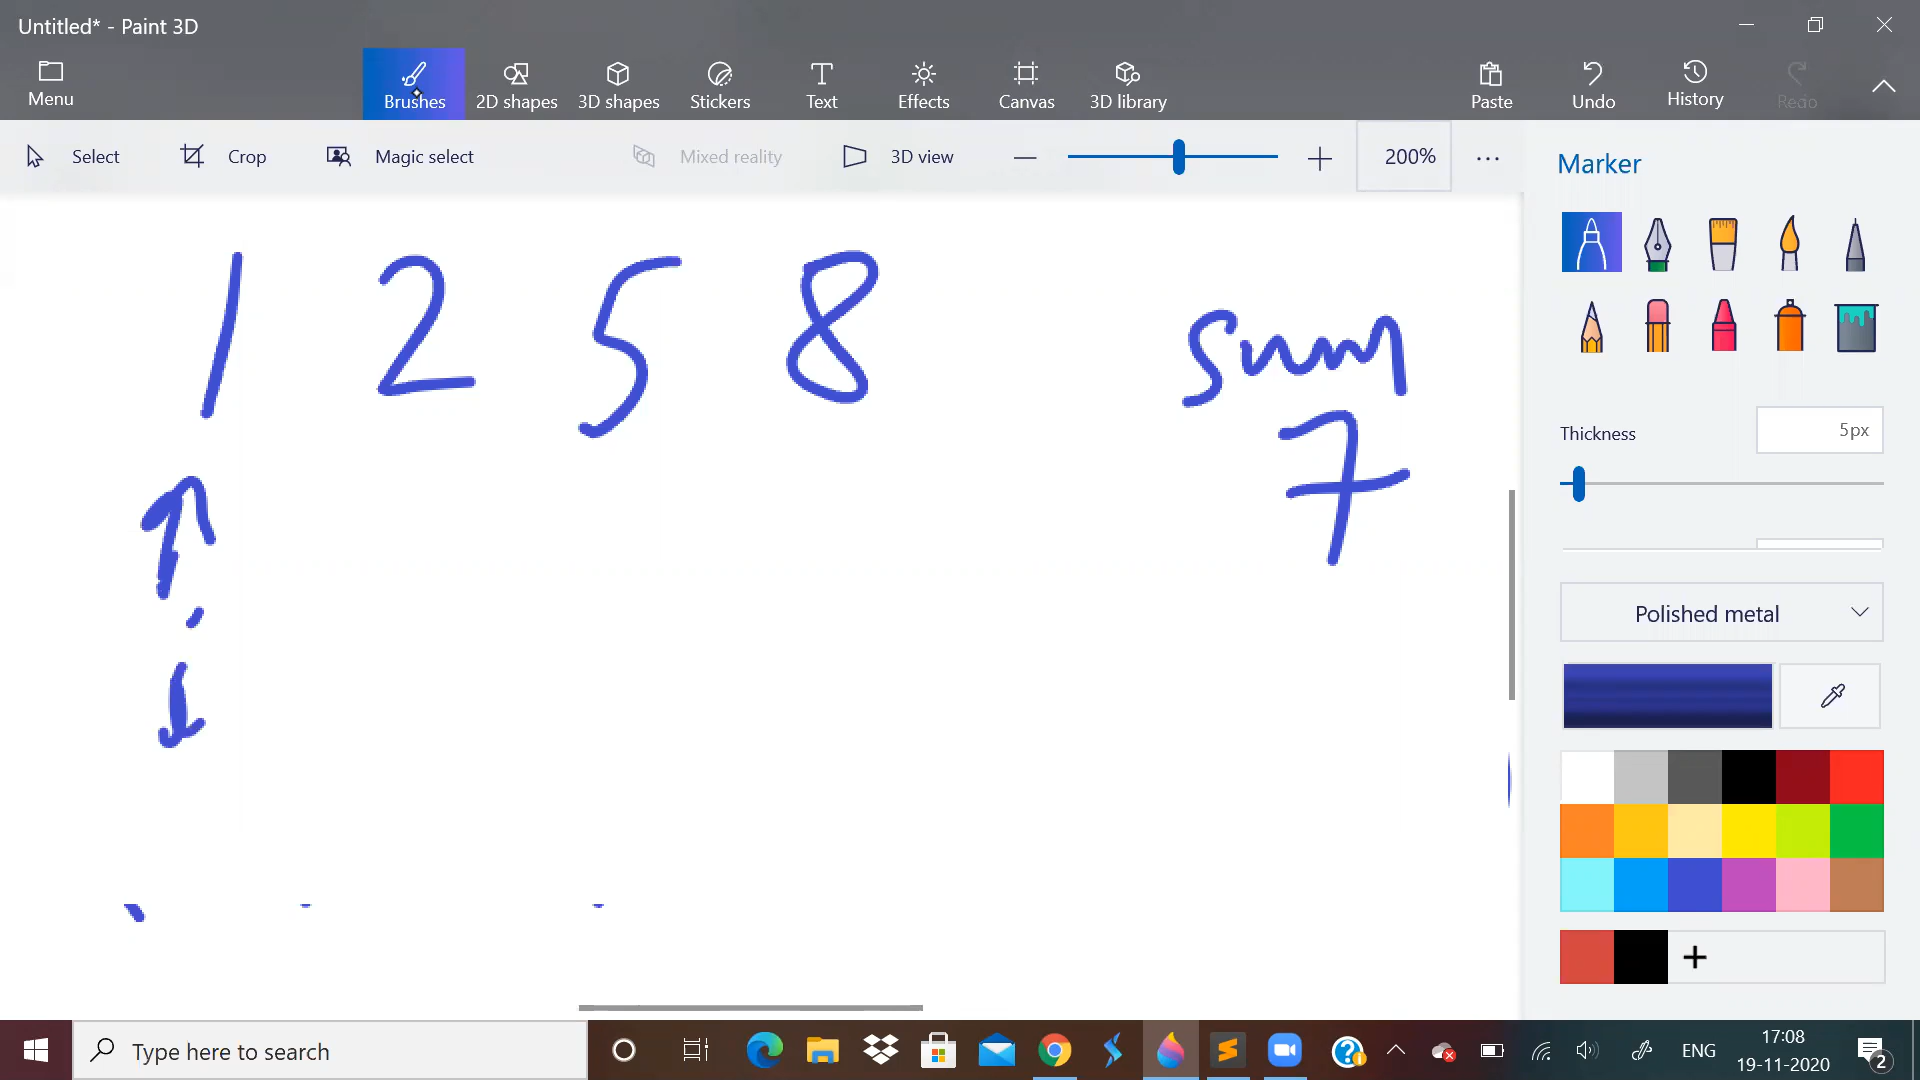 Untitled* - Paint 3D
Menu
Brushes
2D shapes
3D shapes
Stickers
Text
Effects
Canvas
3D library
Paste
Undo
History
Redo
Select
Crop
Magic select
Mixed reality
3D view
200%
Marker
1 2 5 8
sum
7
Thickness
5px
Polished metal
Type here to search
ENG
17:08
19-11-2020
2